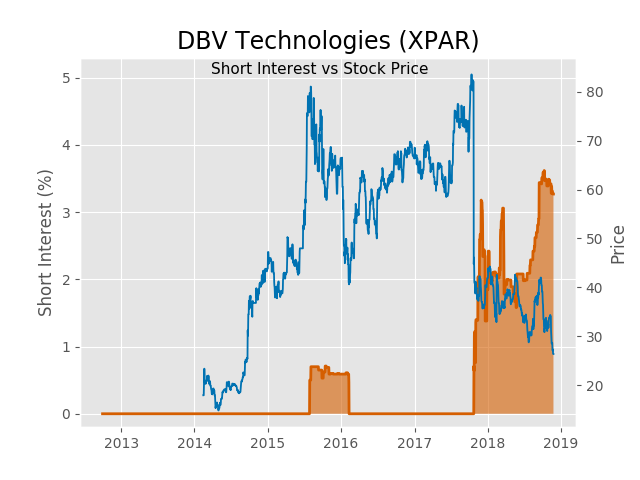 DBV Technologies (XPAR)
Short Interest vs Stock Price
Short Interest (%)
5
4
3
2
1
0
80
70
60
50
40
30
20
Price
2013 2014 2015 2016 2017 2018 2019